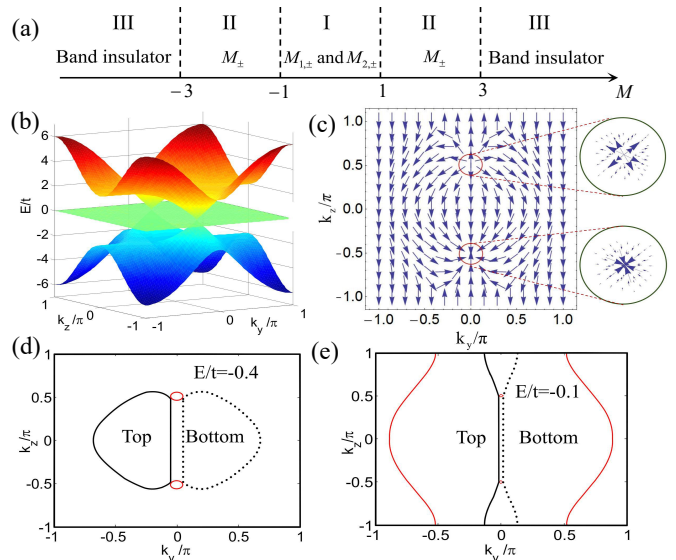 (a)
III II I II III
Band insulator M± M1,± and M2,± M± Band insulator
−3 −1 1 3 M
(b)
E/t
6
4
2
0
-2
-4
-6
1
0
-1
kz/π
-1
0
1
ky/π
(c)
kz/π
1.0
0.5
0.0
-0.5
-1.0
-1.0 -0.5 0.0 0.5 1.0
ky/π
(d)
E/t=-0.4
Top Bottom
kz/π
1
0.5
0
-0.5
-1
-1 -0.5 0 0.5 1
ky/π
(e)
E/t=-0.1
Top Bottom
kz/π
1
0.5
0
-0.5
-1
-1 -0.5 0 0.5 1
ky/π